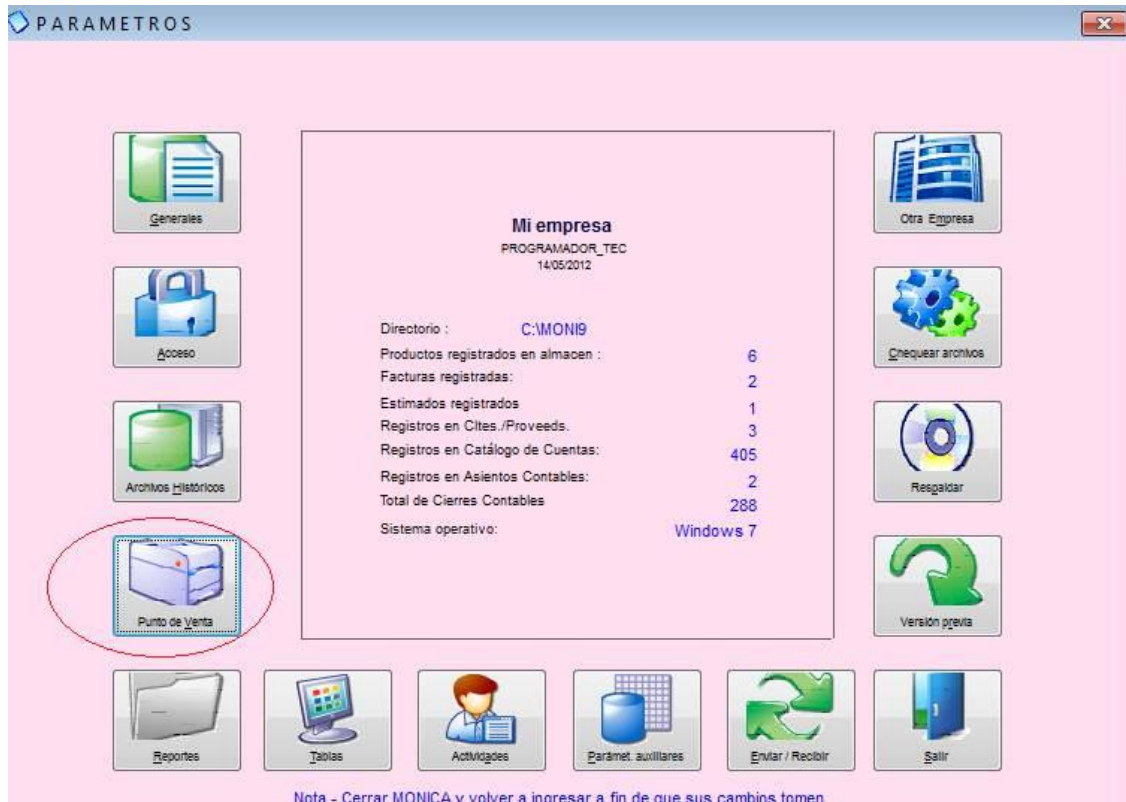 PARAMETROS
Generales
Otra Empresa
Mi empresa
PROGRAMADOR_TEC
14/05/2012
Acceso
Chequear archivos
Directorio : C:\MONI9
Productos registrados en almacen : 6
Facturas registradas: 2
Estimados registrados 1
Registros en Cltes./Proveeds. 3
Registros en Catálogo de Cuentas: 405
Registros en Asientos Contables: 2
Total de Cierres Contables 288
Sistema operativo: Windows 7
Archivos Históricos
Respaldar
Punto de Venta
Versión previa
Reportes
Tablas
Actividades
Parámet. auxiliares
Enviar / Recibir
Salir
Nota - Cerrar MONICA y volver a ingresar a fin de que sus cambios tomen